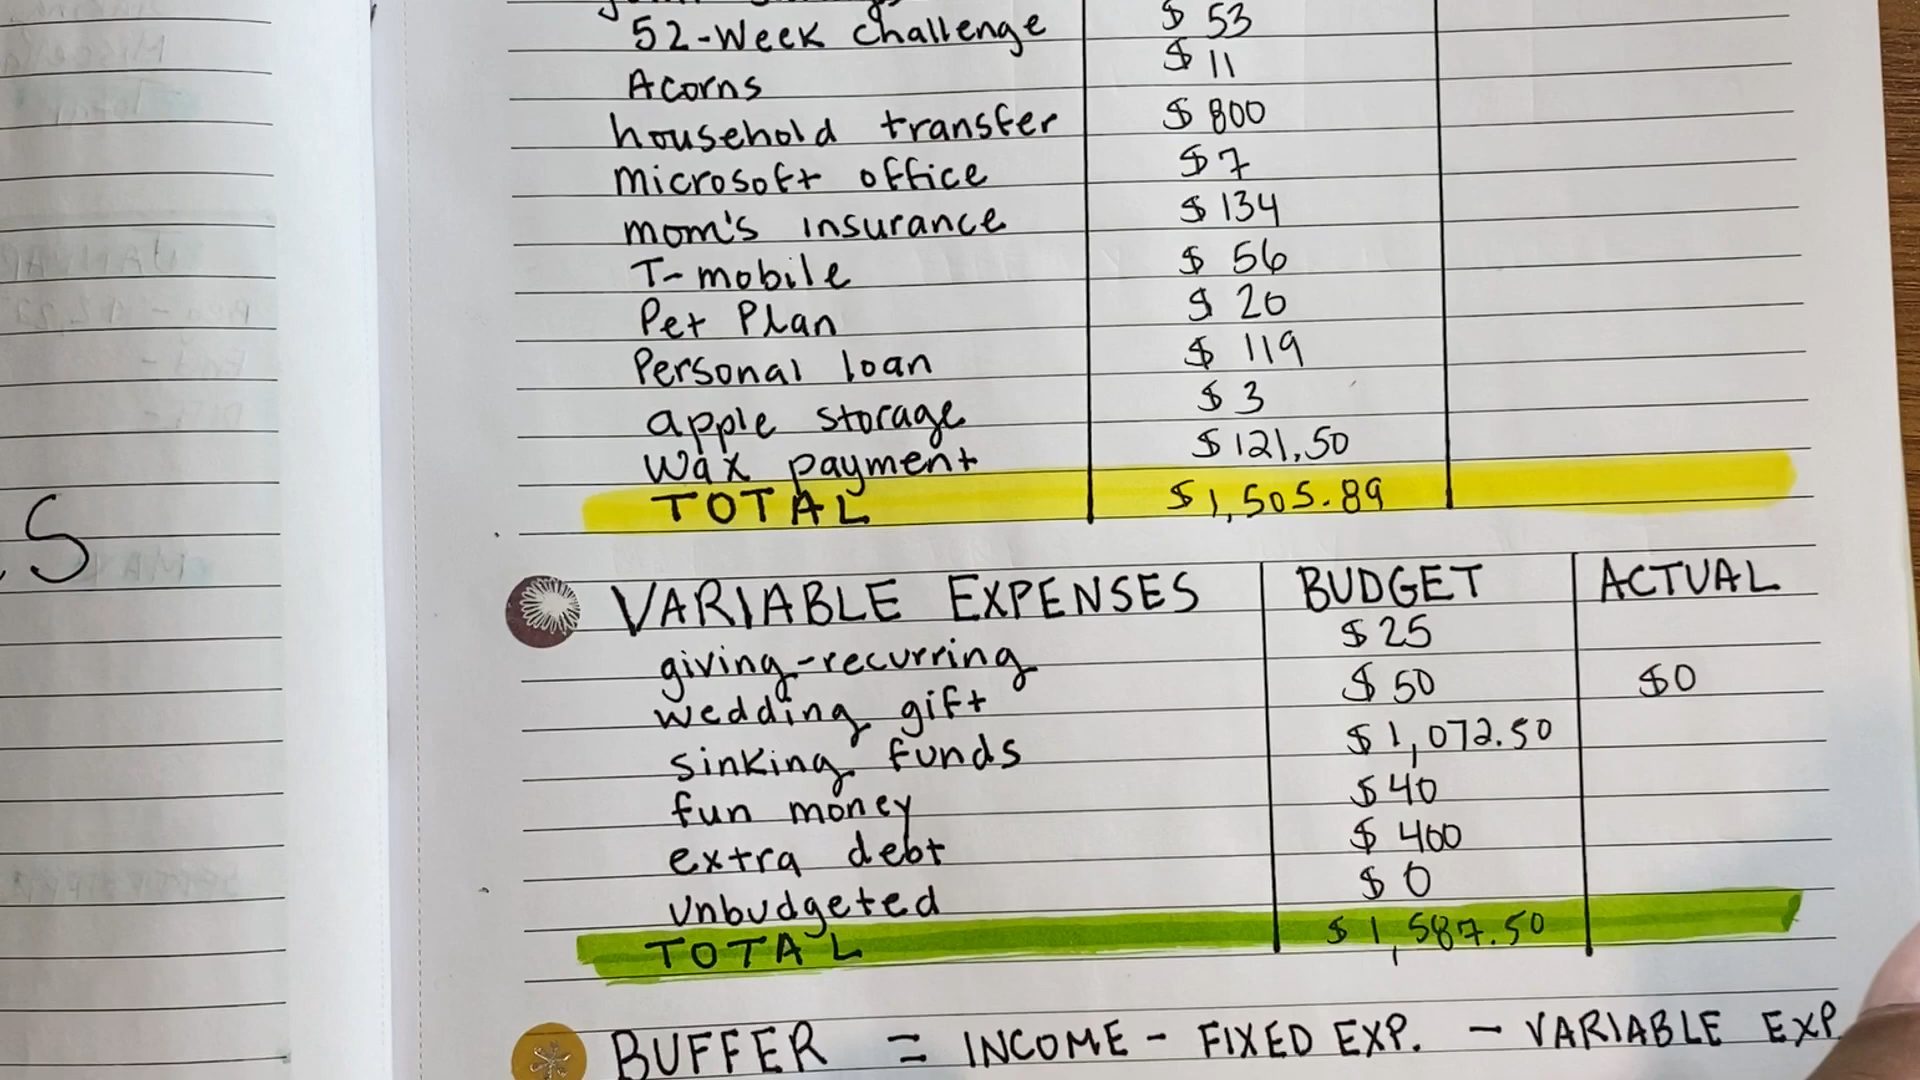 52-Week Challenge $ 53
Acorns $ 11
household transfer $ 800
microsoft office $ 7
mom's insurance $ 134
T-mobile $ 56
Pet Plan $ 20
Personal loan $ 119
apple storage $ 3
wax payment $ 121.50
TOTAL $ 1,505.89
S
VARIABLE EXPENSES BUDGET ACTUAL
giving-recurring $ 25
wedding gift $ 50 $0
sinking funds $ 1,072.50
fun money $ 40
extra debt $ 400
unbudgeted $ 0
TOTAL $ 1,587.50
BUFFER = INCOME - FIXED EXP. - VARIABLE EXP.